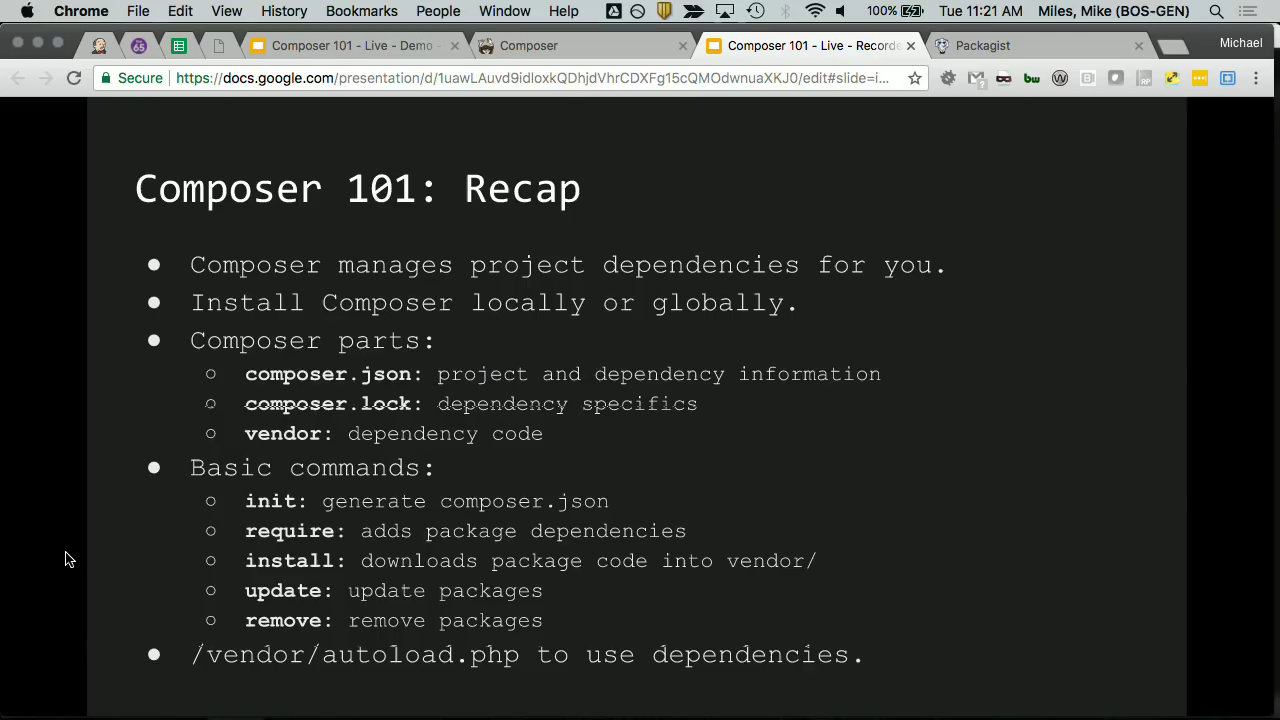 Chrome File Edit View History Bookmarks People Window Help 100% Tue 11:21 AM Miles, Mike (BOS-GEN)
65 Composer 101 - Live - Demo - Composer Composer 101 - Live - Recorde Packagist Michael
Secure https://docs.google.com/presentation/d/
Composer 101: Recap
● Composer manages project dependencies for you.
● Install Composer locally or globally.
● Composer parts:
○ composer.json: project and dependency information
○ composer.lock: dependency specifics
○ vendor: dependency code
● Basic commands:
○ init: generate composer.json
○ require: adds package dependencies
○ install: downloads package code into vendor/
○ update: update packages
○ remove: remove packages
● /vendor/autoload.php to use dependencies.